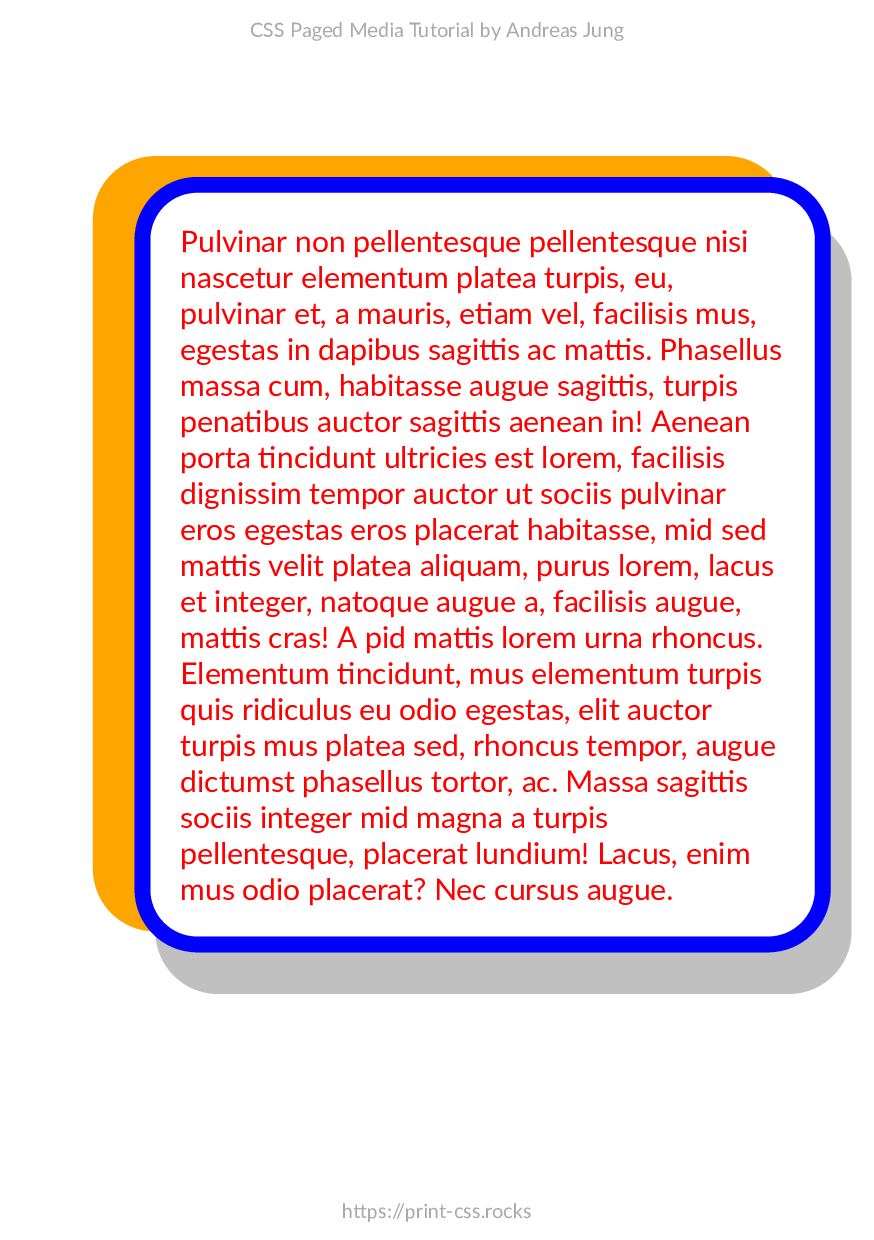 CSS Paged Media Tutorial by Andreas Jung
Pulvinar non pellentesque pellentesque nisi
nascetur elementum platea turpis, eu,
pulvinar et, a mauris, etiam vel, facilisis mus,
egestas in dapibus sagittis ac mattis. Phasellus
massa cum, habitasse augue sagittis, turpis
penatibus auctor sagittis aenean in! Aenean
porta tincidunt ultricies est lorem, facilisis
dignissim tempor auctor ut sociis pulvinar
eros egestas eros placerat habitasse, mid sed
mattis velit platea aliquam, purus lorem, lacus
et integer, natoque augue a, facilisis augue,
mattis cras! A pid mattis lorem urna rhoncus.
Elementum tincidunt, mus elementum turpis
quis ridiculus eu odio egestas, elit auctor
turpis mus platea sed, rhoncus tempor, augue
dictumst phasellus tortor, ac. Massa sagittis
sociis integer mid magna a turpis
pellentesque, placerat lundium! Lacus, enim
mus odio placerat? Nec cursus augue.
https://print-css.rocks